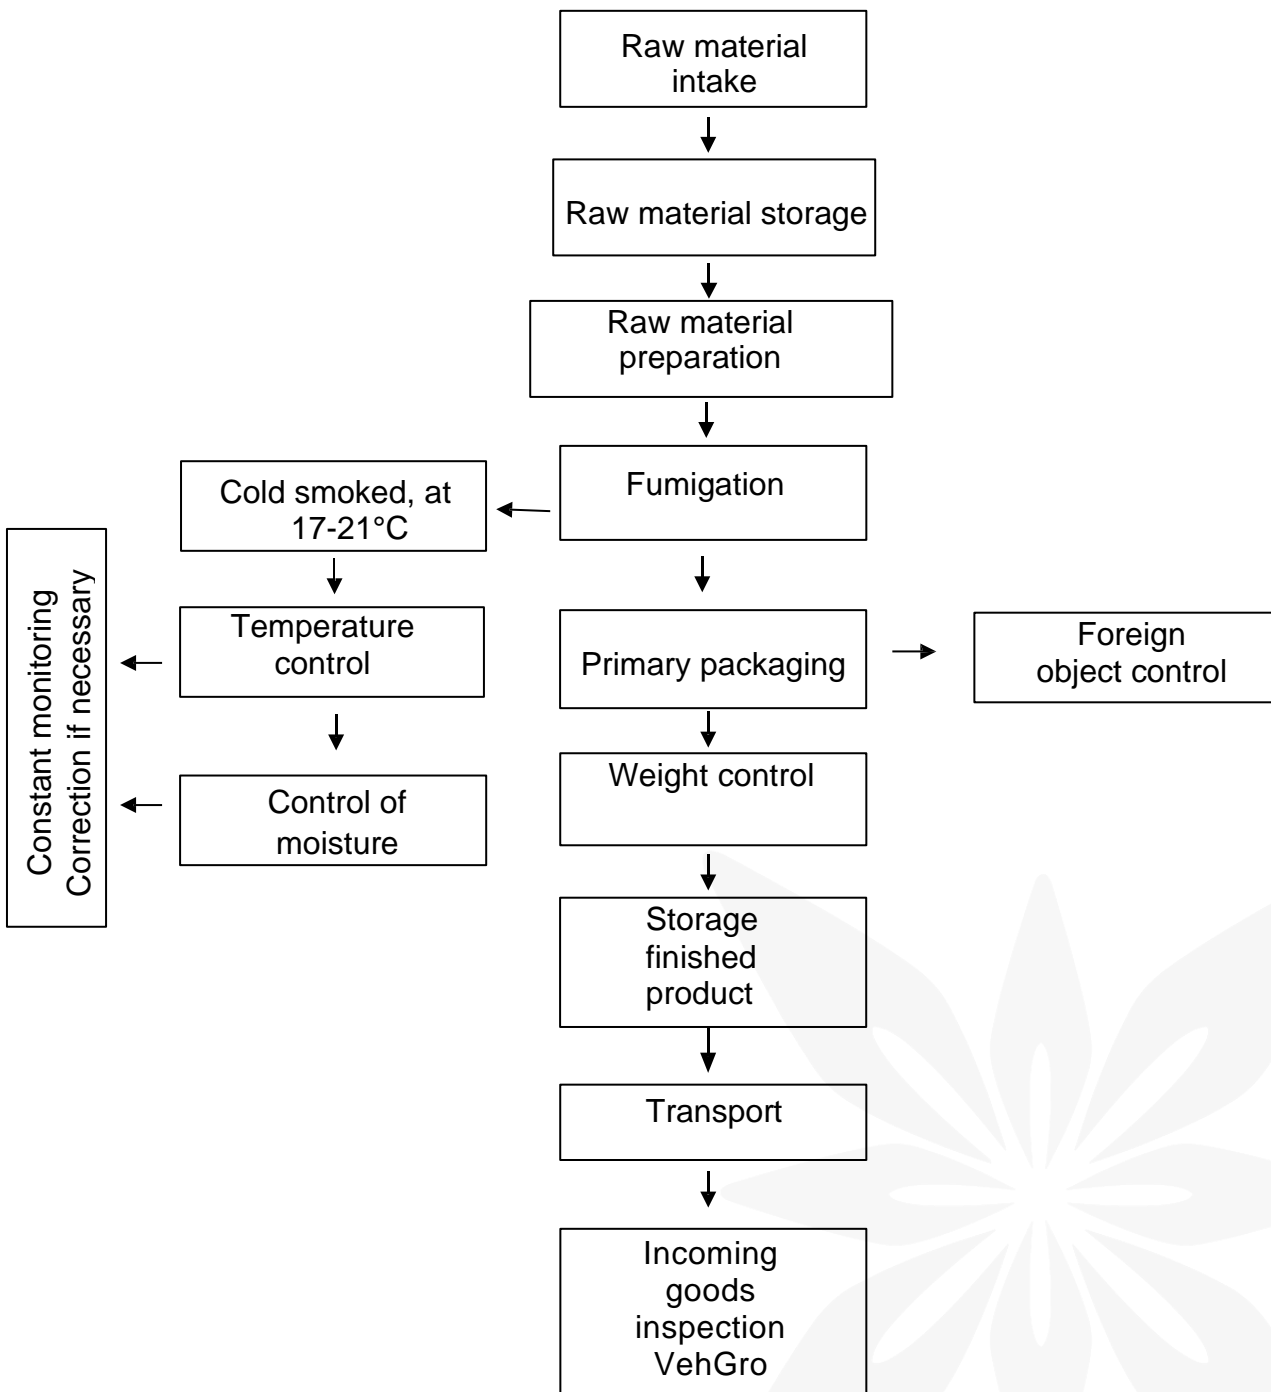 Raw material
intake
Raw material storage
Raw material
preparation
Fumigation
Cold smoked, at
17-21°C
Temperature
control
Control of
moisture
Constant monitoring
Correction if necessary
Primary packaging
Foreign
object control
Weight control
Storage
finished
product
Transport
Incoming
goods
inspection
VehGro